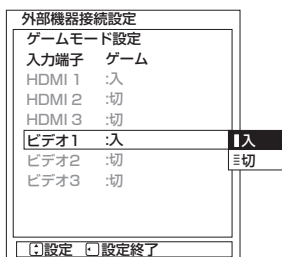 外部機器接続設定
ゲームモード設定
入力端子 ゲーム
HDMI 1 :入
HDMI 2 :切
HDMI 3 :切
ビデオ1 :入
入
ビデオ2 :切
切
ビデオ3 :切
設定 設定終了